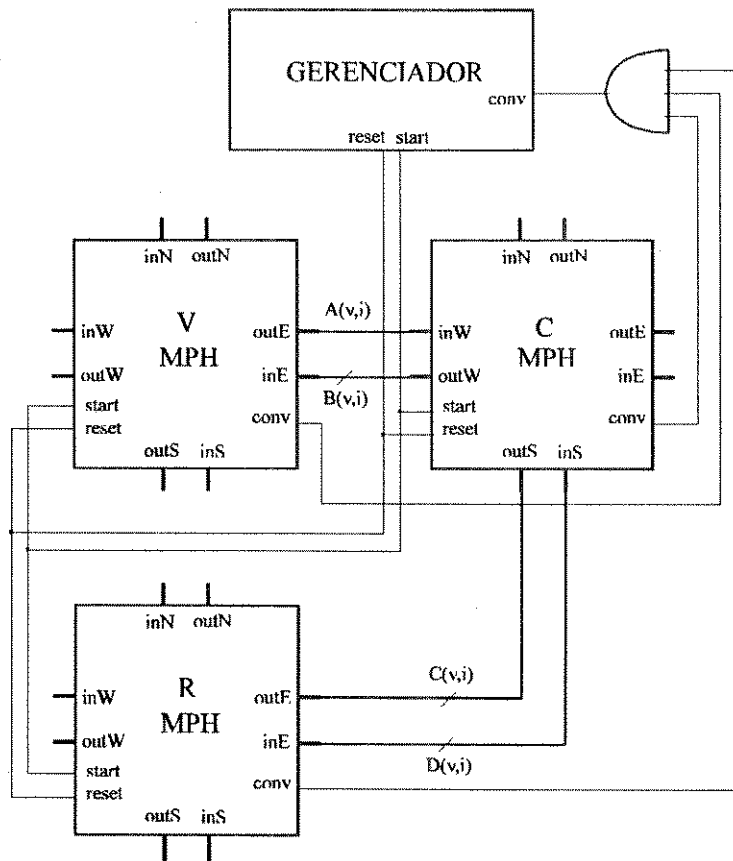 GERENCIADOR
conv
reset start
inN outN
V
MPH
inW
outW
start
reset
outE
inE
conv
outS inS
A(v,i)
B(v,i)
inN outN
C
MPH
inW
outW
start
reset
outE
inE
conv
outS inS
inN outN
R
MPH
inW
outW
start
reset
outE
inE
conv
outS inS
C(v,i)
D(v,i)